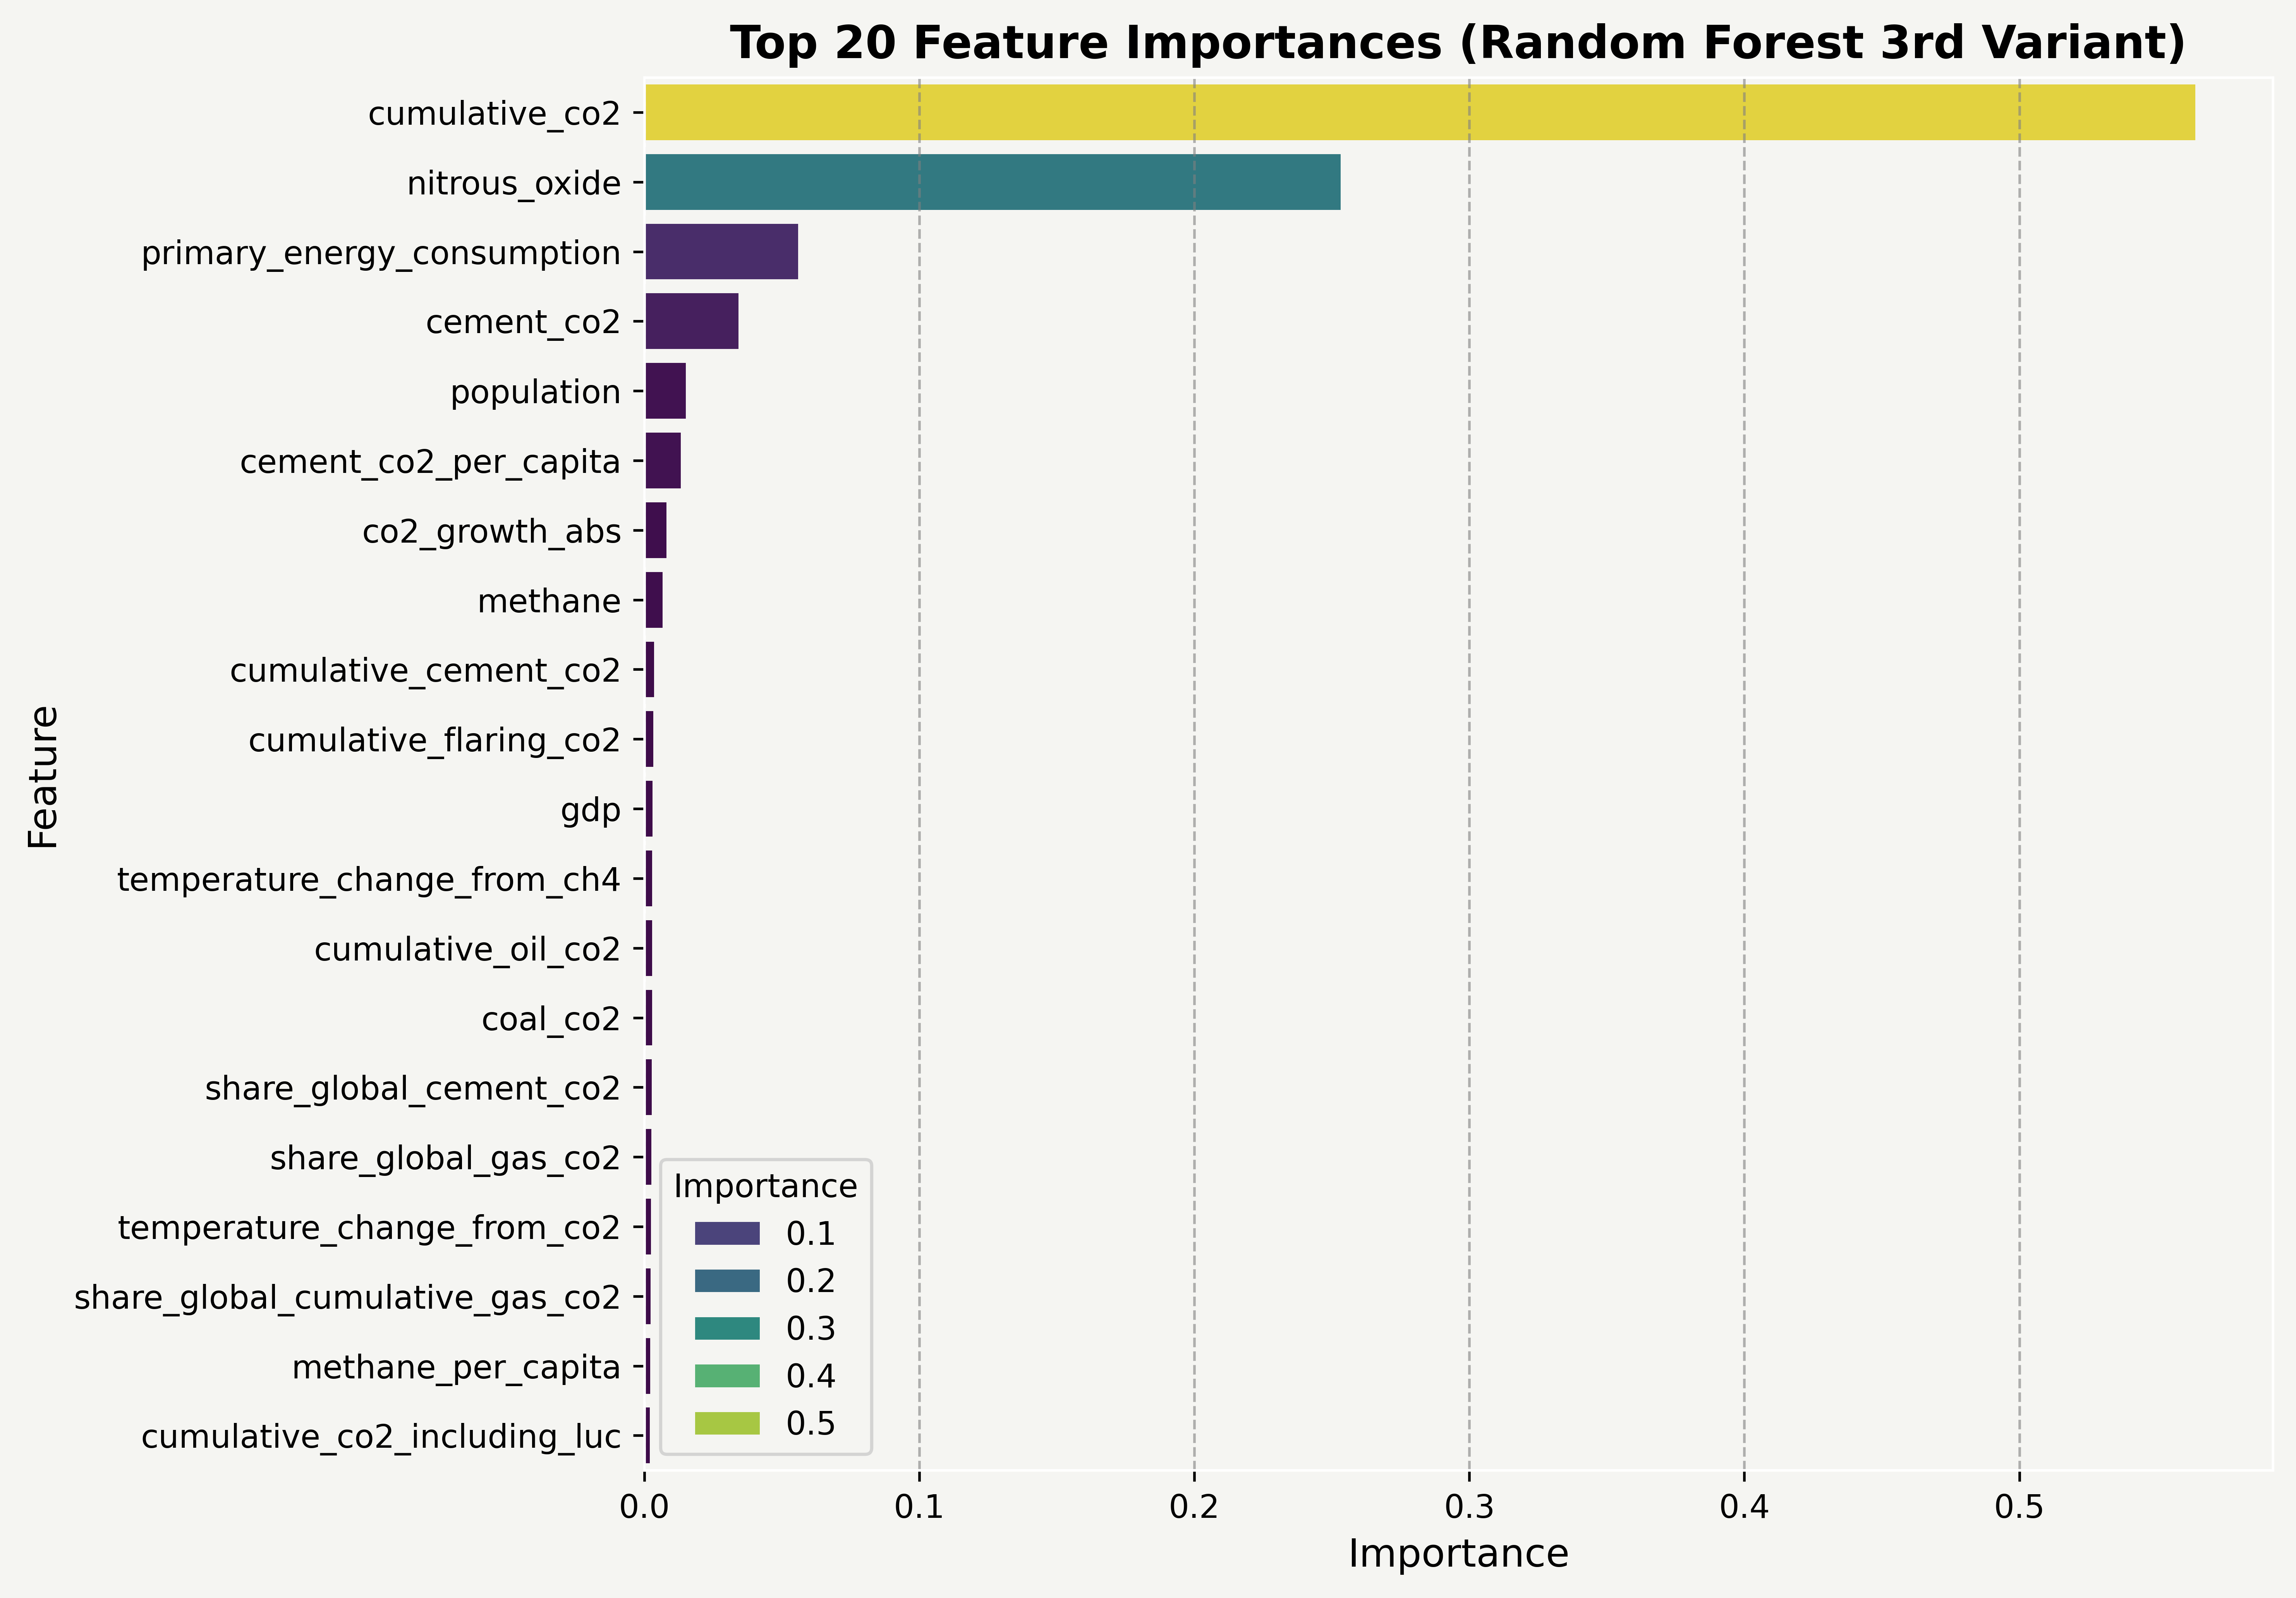 Top 20 Feature Importances (Random Forest 3rd Variant)
cumulative_co2
nitrous_oxide
primary_energy_consumption
cement_co2
population
cement_co2_per_capita
co2_growth_abs
methane
cumulative_cement_co2
cumulative_flaring_co2
gdp
temperature_change_from_ch4
cumulative_oil_co2
coal_co2
share_global_cement_co2
share_global_gas_co2
temperature_change_from_co2
share_global_cumulative_gas_co2
methane_per_capita
cumulative_co2_including_luc
Feature
Importance
0.1
0.2
0.3
0.4
0.5
0.0 0.1 0.2 0.3 0.4 0.5
Importance